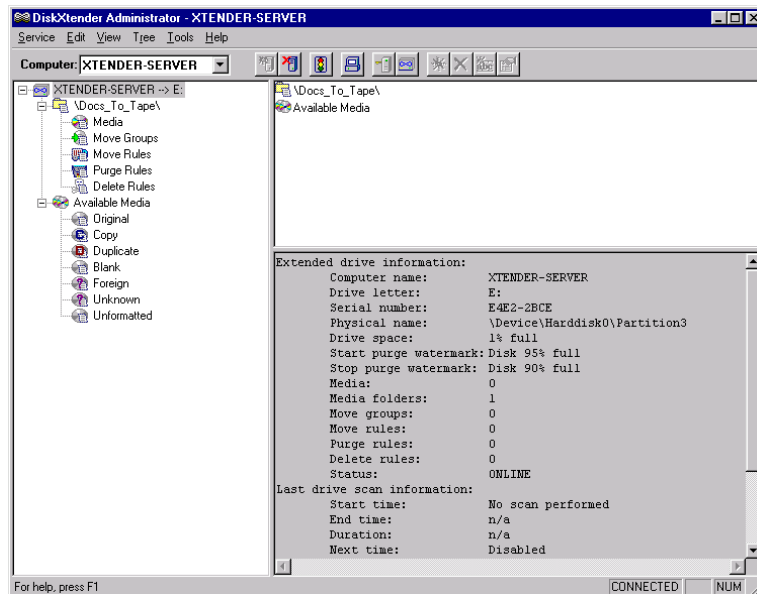 DiskXtender Administrator - XTENDER-SERVER
Service Edit View Tree Tools Help
Computer: XTENDER-SERVER
XTENDER-SERVER --> E:
\Docs_To_Tape\
Media
Move Groups
Move Rules
Purge Rules
Delete Rules
Available Media
Original
Copy
Duplicate
Blank
Foreign
Unknown
Unformatted
\Docs_To_Tape\
Available Media
Extended drive information:
Computer name: XTENDER-SERVER
Drive letter: E:
Serial number: E4E2-2BCE
Physical name: \Device\Harddisk0\Partition3
Drive space: 1% full
Start purge watermark: Disk 95% full
Stop purge watermark: Disk 90% full
Media: 0
Media folders: 1
Move groups: 0
Move rules: 0
Purge rules: 0
Delete rules: 0
Status: ONLINE
Last drive scan information:
Start time: No scan performed
End time: n/a
Duration: n/a
Next time: Disabled
For help, press F1
CONNECTED NUM